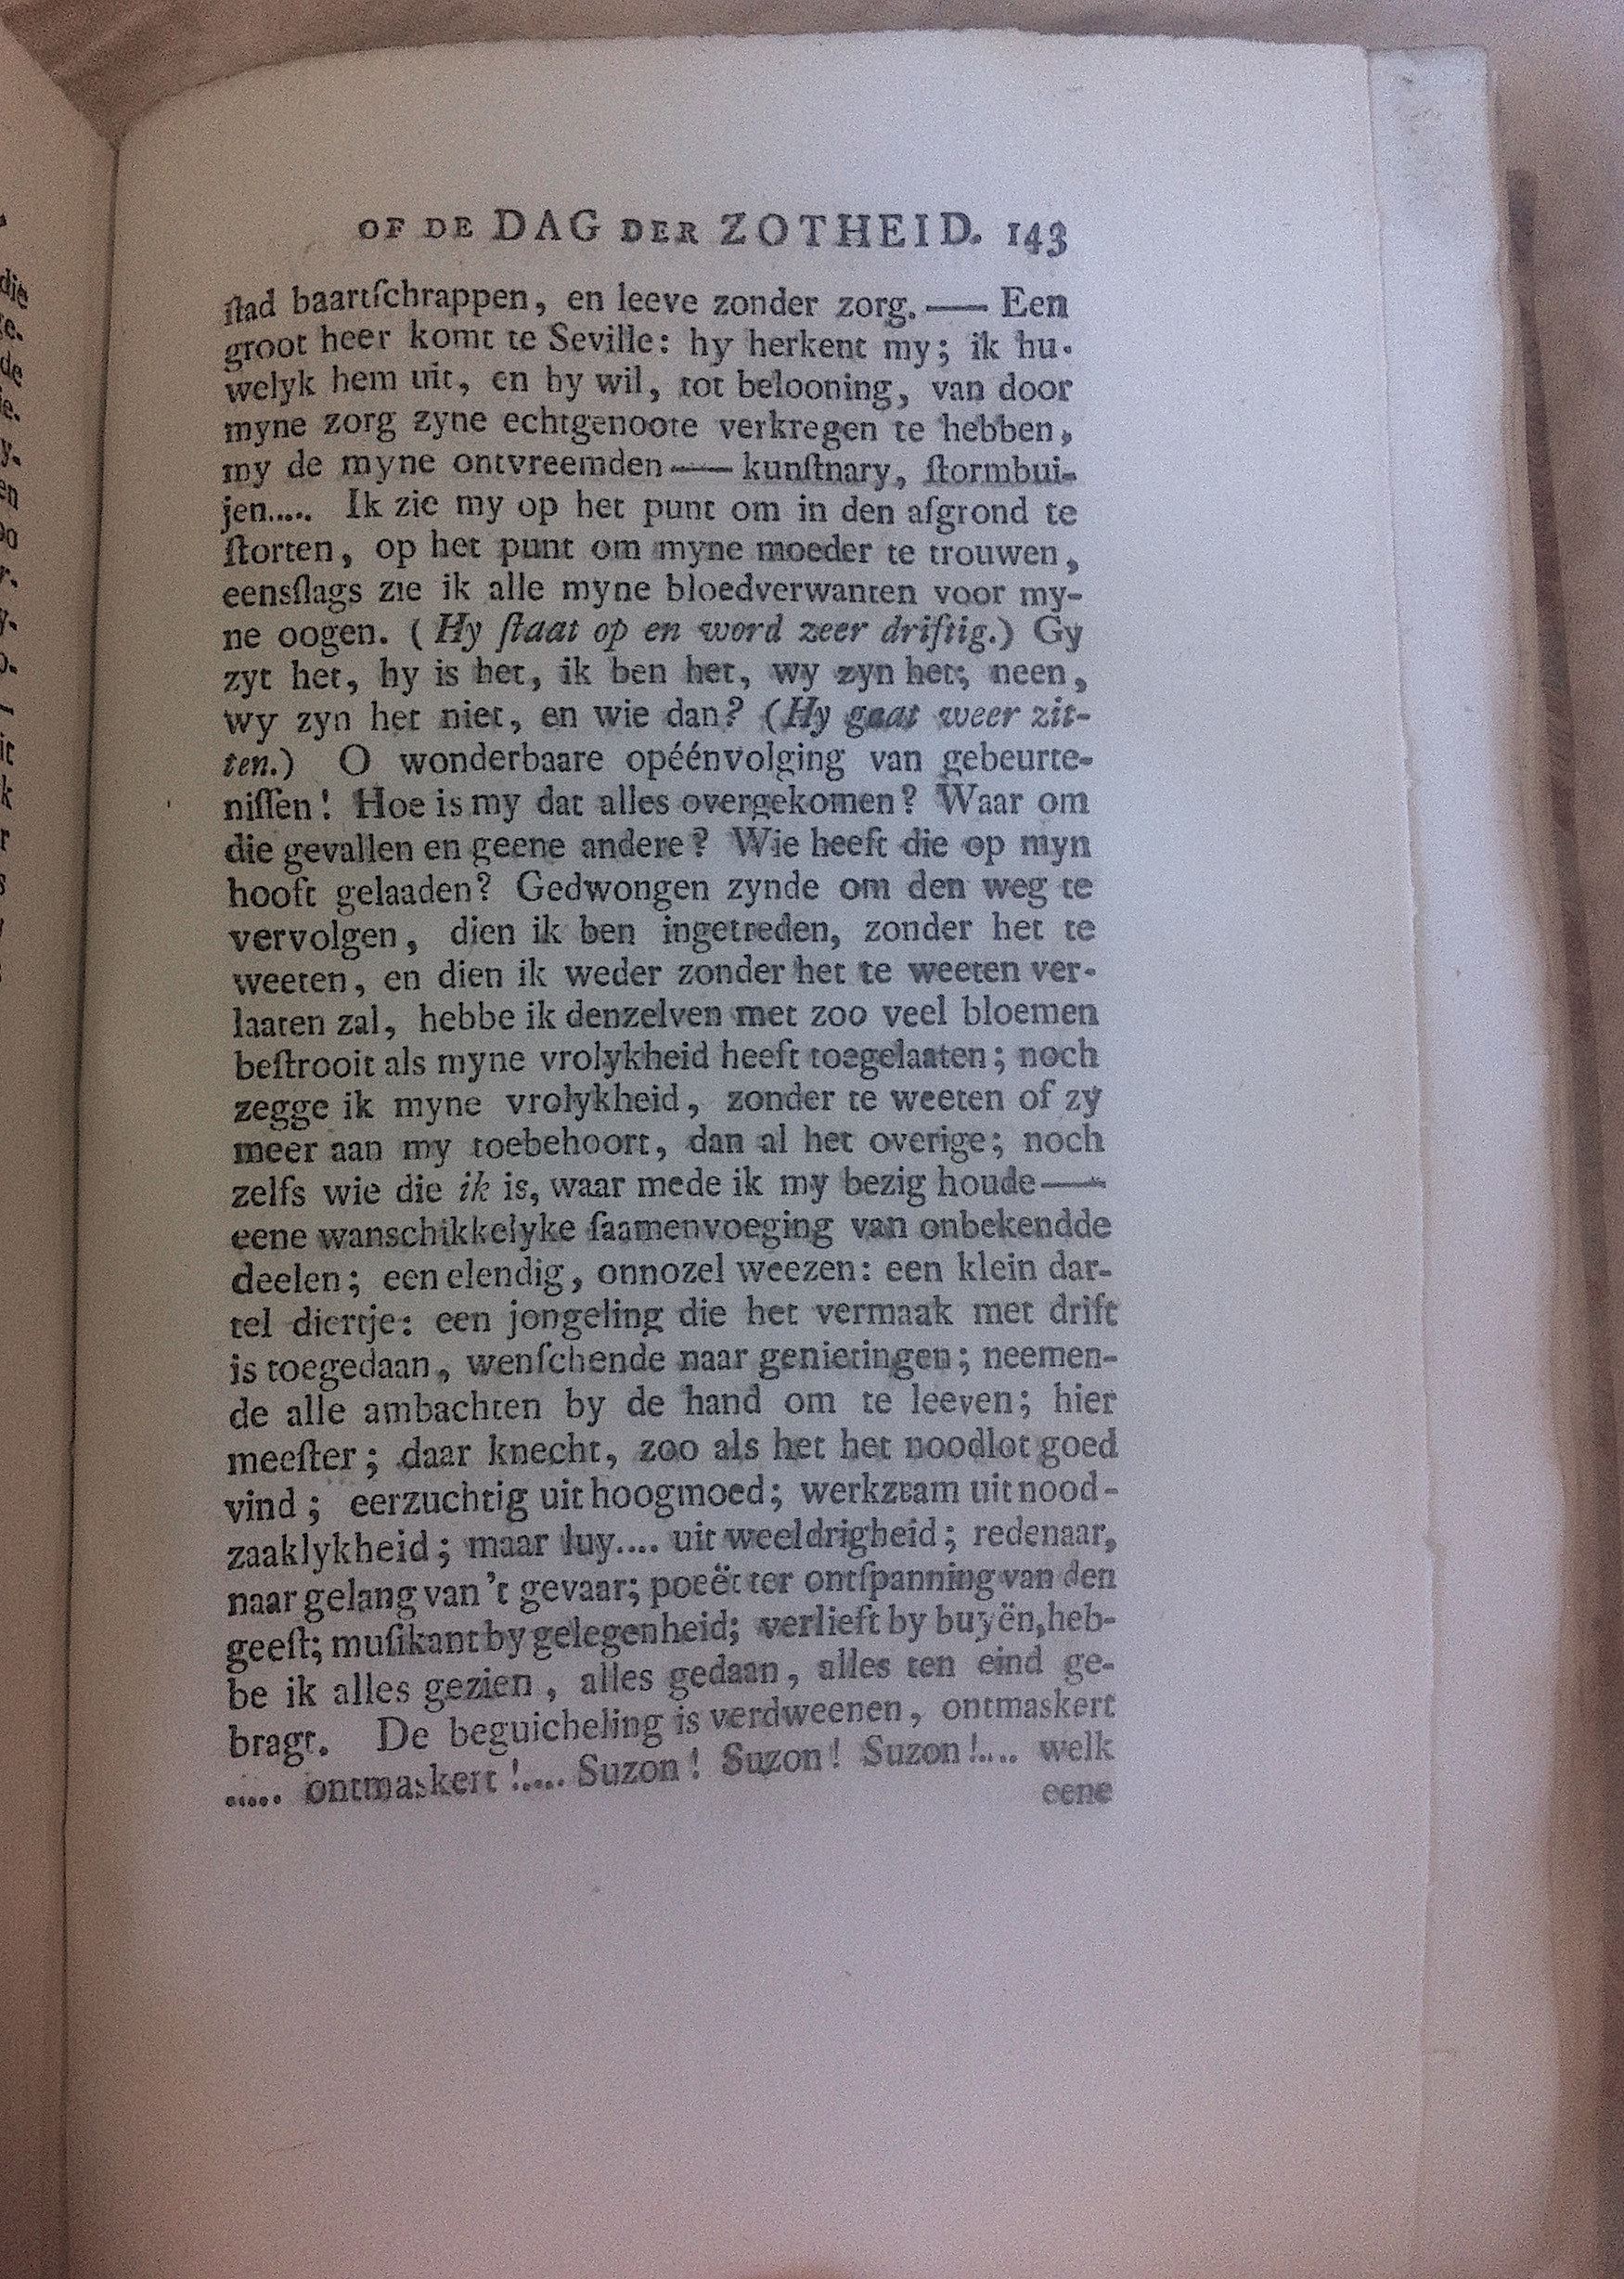 OF DE DAG DER ZOTHEID. 143
ſtad baartſchrappen, en leeve zonder zorg. — Een
groot heer komt te Seville: hy herkent my; ik hu-
welyk hem uit, en hy wil, tot belooning, van door
myne zorg zyne echtgenoote verkregen te hebben,
my de myne ontvreemden — kunſtnary, ſtormbui-
jen..... Ik zie my op het punt om in den afgrond te
ſtorten, op het punt om myne moeder te trouwen,
eensſlags zie ik alle myne bloedverwanten voor my-
ne oogen. (Hy ſtaat op en word zeer driftig.) Gy
zyt het, hy is het, ik ben het, wy zyn het; neen,
wy zyn het niet, en wie dan? (Hy gaat weer zit-
ten.) O wonderbaare opéénvolging van gebeurte-
niſſen! Hoe is my dat alles overgekomen? Waar om
die gevallen en geene andere? Wie heeft die op myn
hooft gelaaden? Gedwongen zynde om den weg te
vervolgen, dien ik ben ingetreden, zonder het te
weeten, en dien ik weder zonder het te weeten ver-
laaten zal, hebbe ik denzelven met zoo veel bloemen
beſtrooit als myne vrolykheid heeft toegelaaten; noch
zegge ik myne vrolykheid, zonder te weeten of zy
meer aan my toebehoort, dan al het overige; noch
zelfs wie die ik is, waar mede ik my bezig houde —
eene wanschikkelyke ſaamenvoeging van onbekendde
deelen; een elendig, onnozel weezen: een klein dar-
tel diertje: een jongeling die het vermaak met drift
is toegedaan, wenſchende naar genietingen; neemen-
de alle ambachten by de hand om te leeven; hier
meeſter; daar knecht, zoo als het het noodlot goed
vind; eerzuchtig uit hoogmoed; werkzaam uit nood-
zaaklykheid; maar luy.... uit weeldrigheid; redenaar,
naar gelang van 't gevaar; poeët ter ontſpanning van den
geeſt; muſikant by gelegenheid; verlieft by buyën, heb-
be ik alles gezien, alles gedaan, alles ten eind ge-
bragt. De beguicheling is verdweenen, ontmaskert
..... ontmaskert!..... Suzon! Suzon! Suzon!.... welk
eene